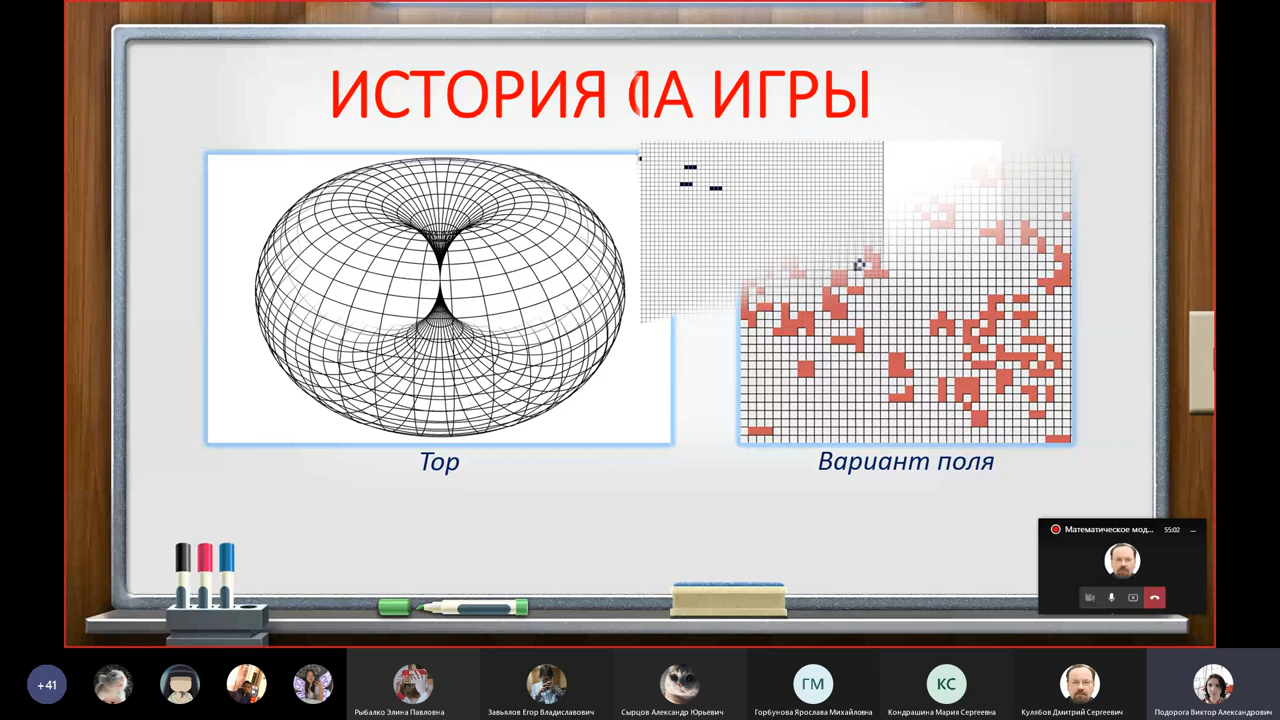 ИСТОРИЯ ИГРЫ
Тор
Вариант поля
Математическое мод...
55:02
+41
Рыбалко Элина Павловна
Завьялов Егор Владиславович
Сырцов Александр Юрьевич
ГМ
Горбунова Ярослава Михайловна
КС
Кондрашина Мария Сергеевна
Кулябов Дмитрий Сергеевич
Подорога Виктор Александрович